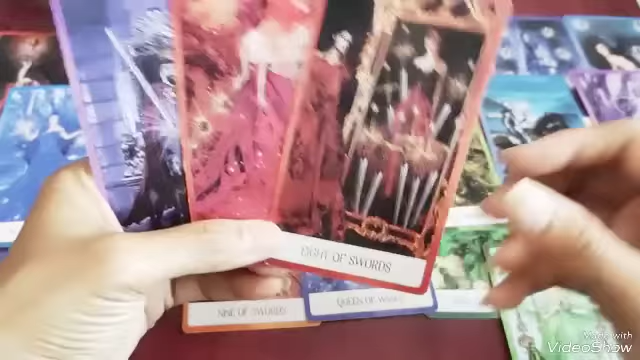 EIGHT OF SWORDS
NINE OF SWORDS
QUEEN OF WANDS
Made with
VideoShow